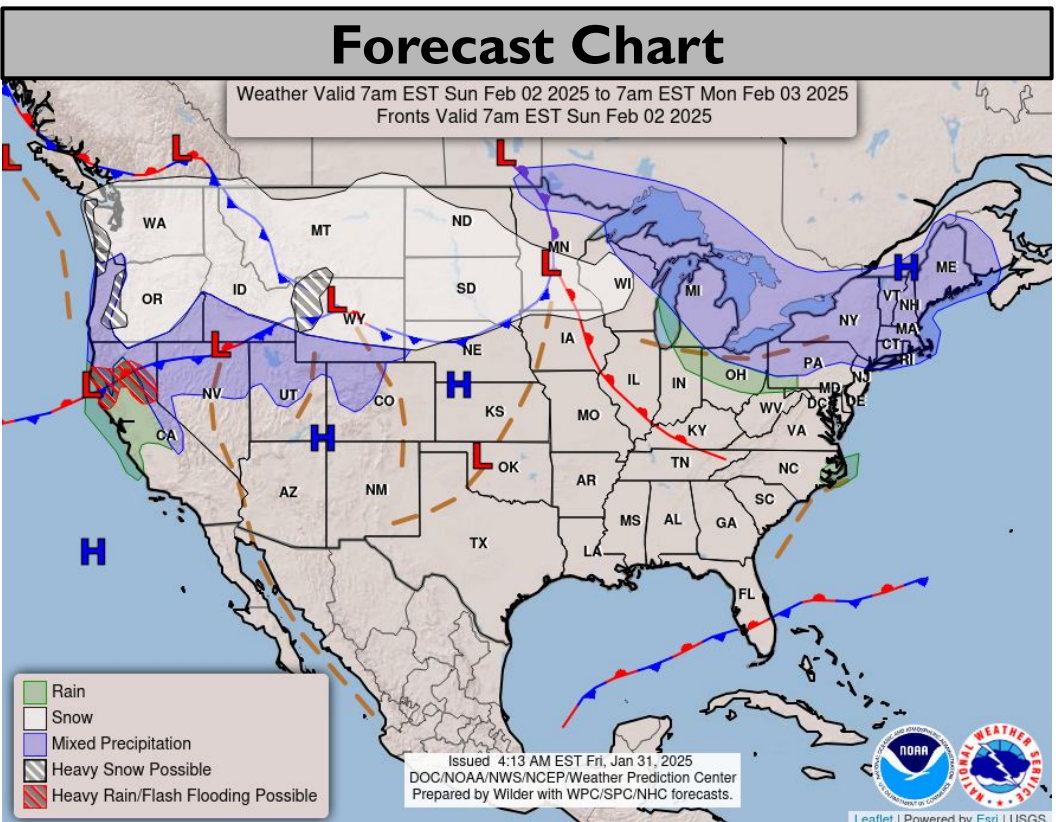 Forecast Chart
Weather Valid 7am EST Sun Feb 02 2025 to 7am EST Mon Feb 03 2025
Fronts Valid 7am EST Sun Feb 02 2025
L
L
L
WA
MT
ND
MN
ME
H
L
OR
ID
SD
WI
MI
VT
NH
L
WY
NY
MA
CT
RI
L
NE
IA
PA
NJ
L
NV
UT
CO
H
KS
IL
IN
OH
MD
DE
DC
WV
VA
CA
H
MO
KY
L
OK
TN
NC
AZ
NM
AR
SC
MS
AL
GA
H
TX
LA
FL
Rain
Snow
Mixed Precipitation
Heavy Snow Possible
Heavy Rain/Flash Flooding Possible
Issued 4:13 AM EST Fri, Jan 31, 2025
DOC/NOAA/NWS/NCEP/Weather Prediction Center
Prepared by Wilder with WPC/SPC/NHC forecasts.
NOAA
NATIONAL WEATHER SERVICE
Leaflet | Powered by Esri | USGS